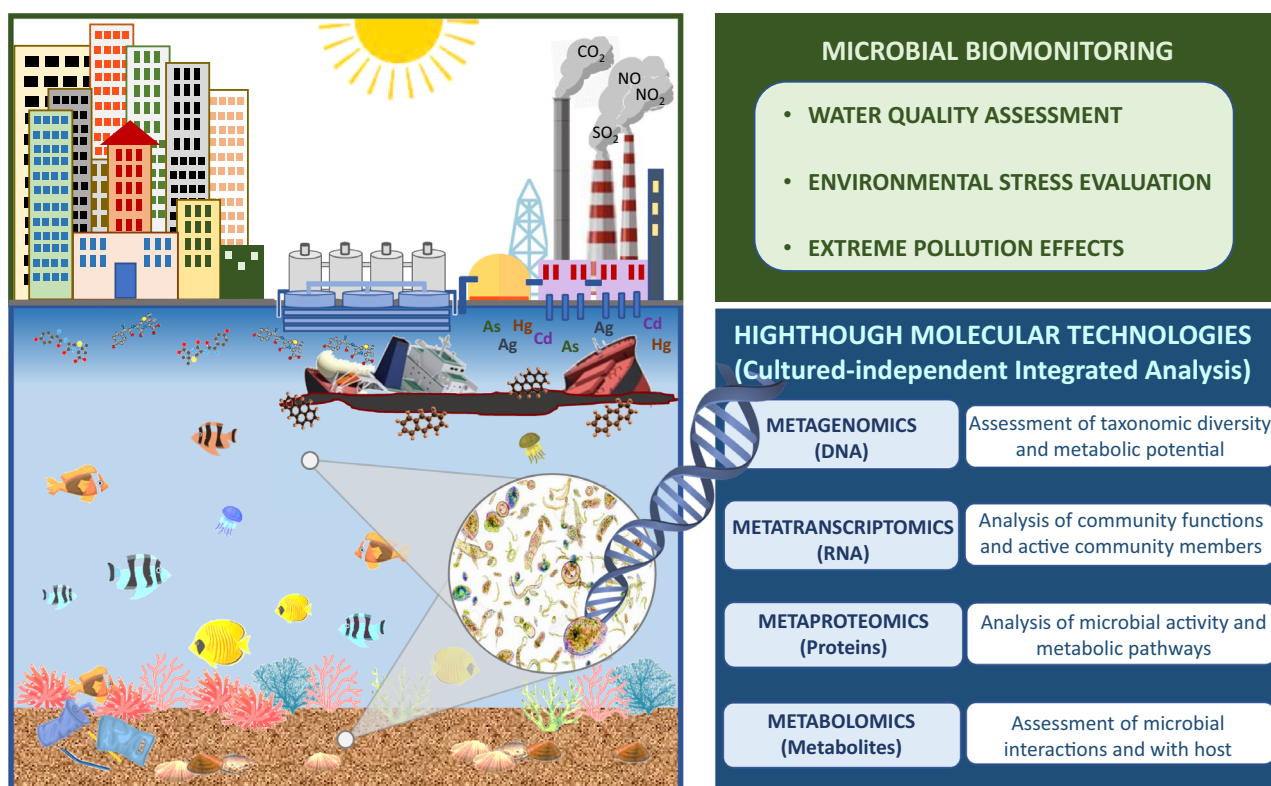 CO₂
NO
NO₂
SO₂
As Hg Ag Cd
Ag Cd As Hg
MICROBIAL BIOMONITORING
• WATER QUALITY ASSESSMENT
• ENVIRONMENTAL STRESS EVALUATION
• EXTREME POLLUTION EFFECTS
HIGHTHOUGH MOLECULAR TECHNOLOGIES
(Cultured-independent Integrated Analysis)
METAGENOMICS
(DNA)
Assessment of taxonomic diversity
and metabolic potential
METATRANSCRIPTOMICS
(RNA)
Analysis of community functions
and active community members
METAPROTEOMICS
(Proteins)
Analysis of microbial activity and
metabolic pathways
METABOLOMICS
(Metabolites)
Assessment of microbial
interactions and with host